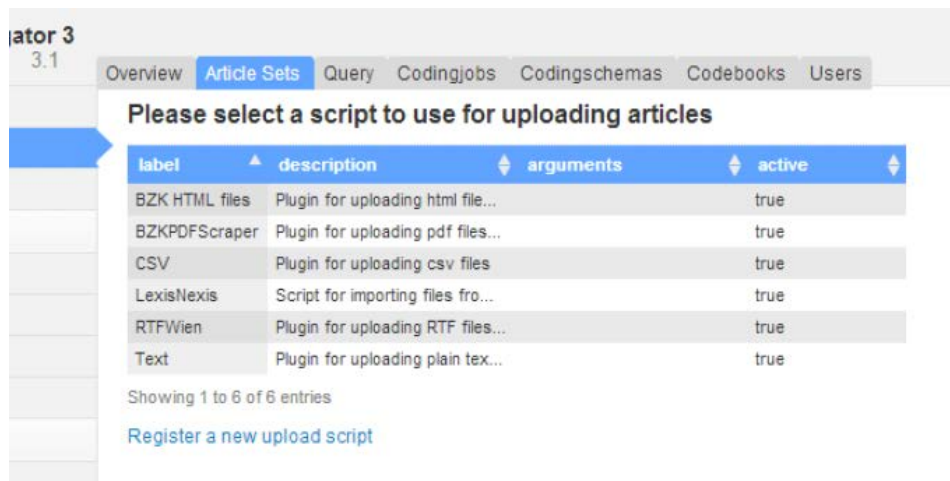 ator 3
3.1
Overview Article Sets Query Codingjobs Codingschemas Codebooks Users
Please select a script to use for uploading articles
label description arguments active
BZK HTML files Plugin for uploading html file... true
BZKPDFScraper Plugin for uploading pdf files... true
CSV Plugin for uploading csv files true
LexisNexis Script for importing files fro... true
RTFWien Plugin for uploading RTF files... true
Text Plugin for uploading plain tex... true
Showing 1 to 6 of 6 entries
Register a new upload script